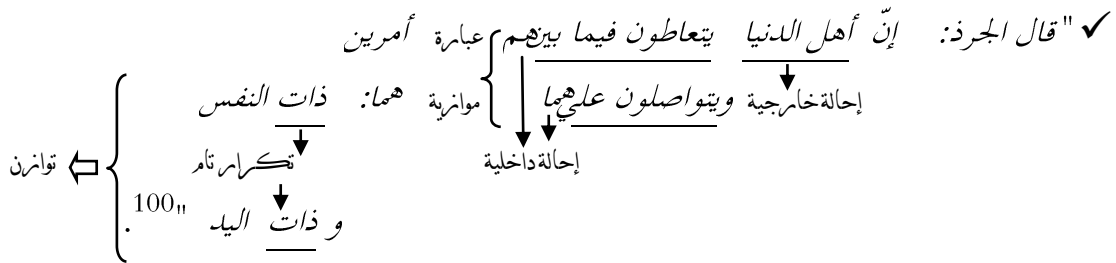 ✓ "قال الجرذ: إنّ أهل الدنيا يتعاطون فيما بينهم عبارة أمرين
ويتواصلون عليهما موازية هما: ذات النفس
إحالة خارجية
إحالة داخلية
تكرار تام
توازن
و ذات اليد "100.